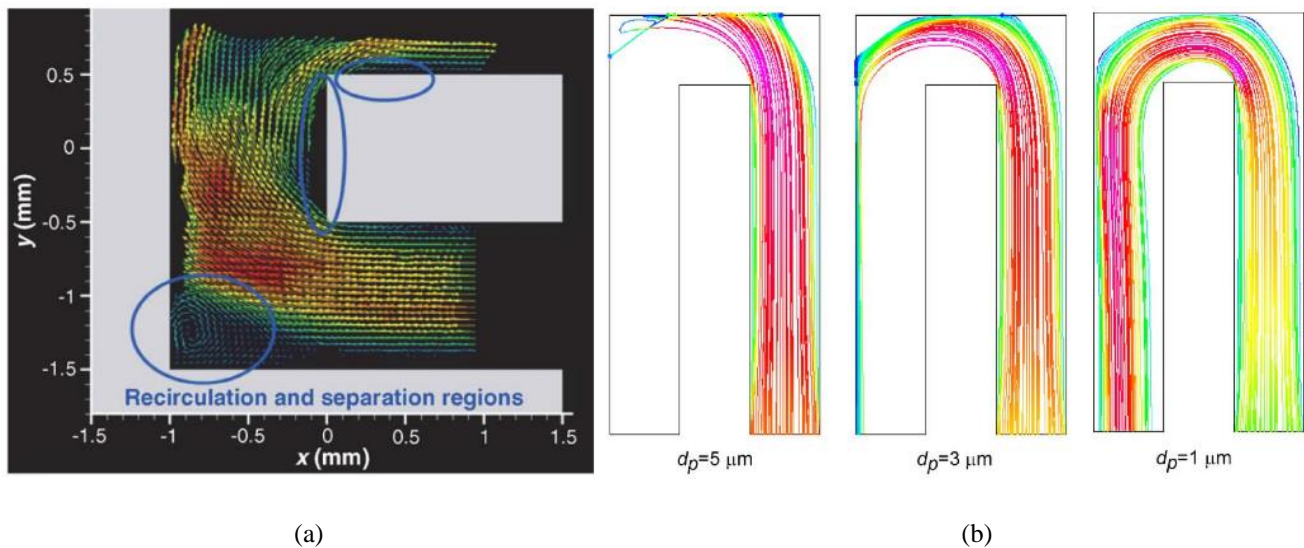 0.5
0
-0.5
-1
-1.5
y (mm)
Recirculation and separation regions
-1.5 -1 -0.5 0 0.5 1 1.5
x (mm)
dp=5 μm
dp=3 μm
dp=1 μm
(a)
(b)